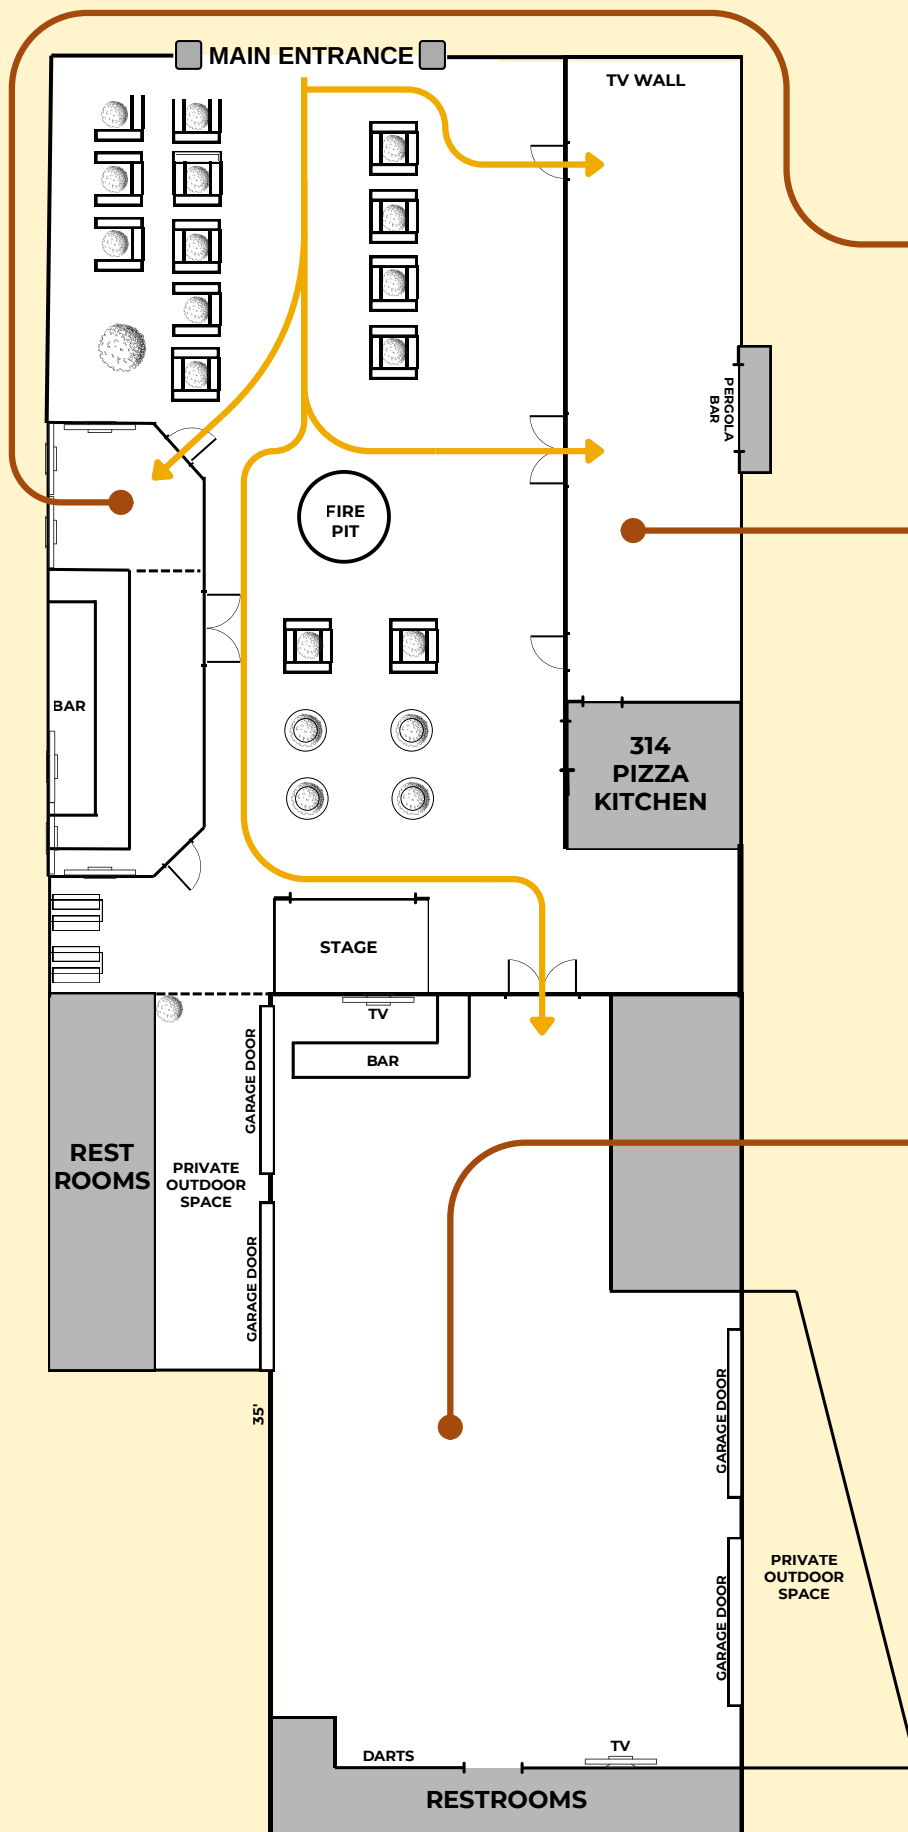 MAIN ENTRANCE
TV WALL
PERGOLA
BAR
FIRE
PIT
BAR
314
PIZZA
KITCHEN
STAGE
TV
BAR
GARAGE DOOR
REST
ROOMS
PRIVATE
OUTDOOR
SPACE
GARAGE DOOR
35'
GARAGE DOOR
PRIVATE
OUTDOOR
SPACE
GARAGE DOOR
TV
DARTS
RESTROOMS